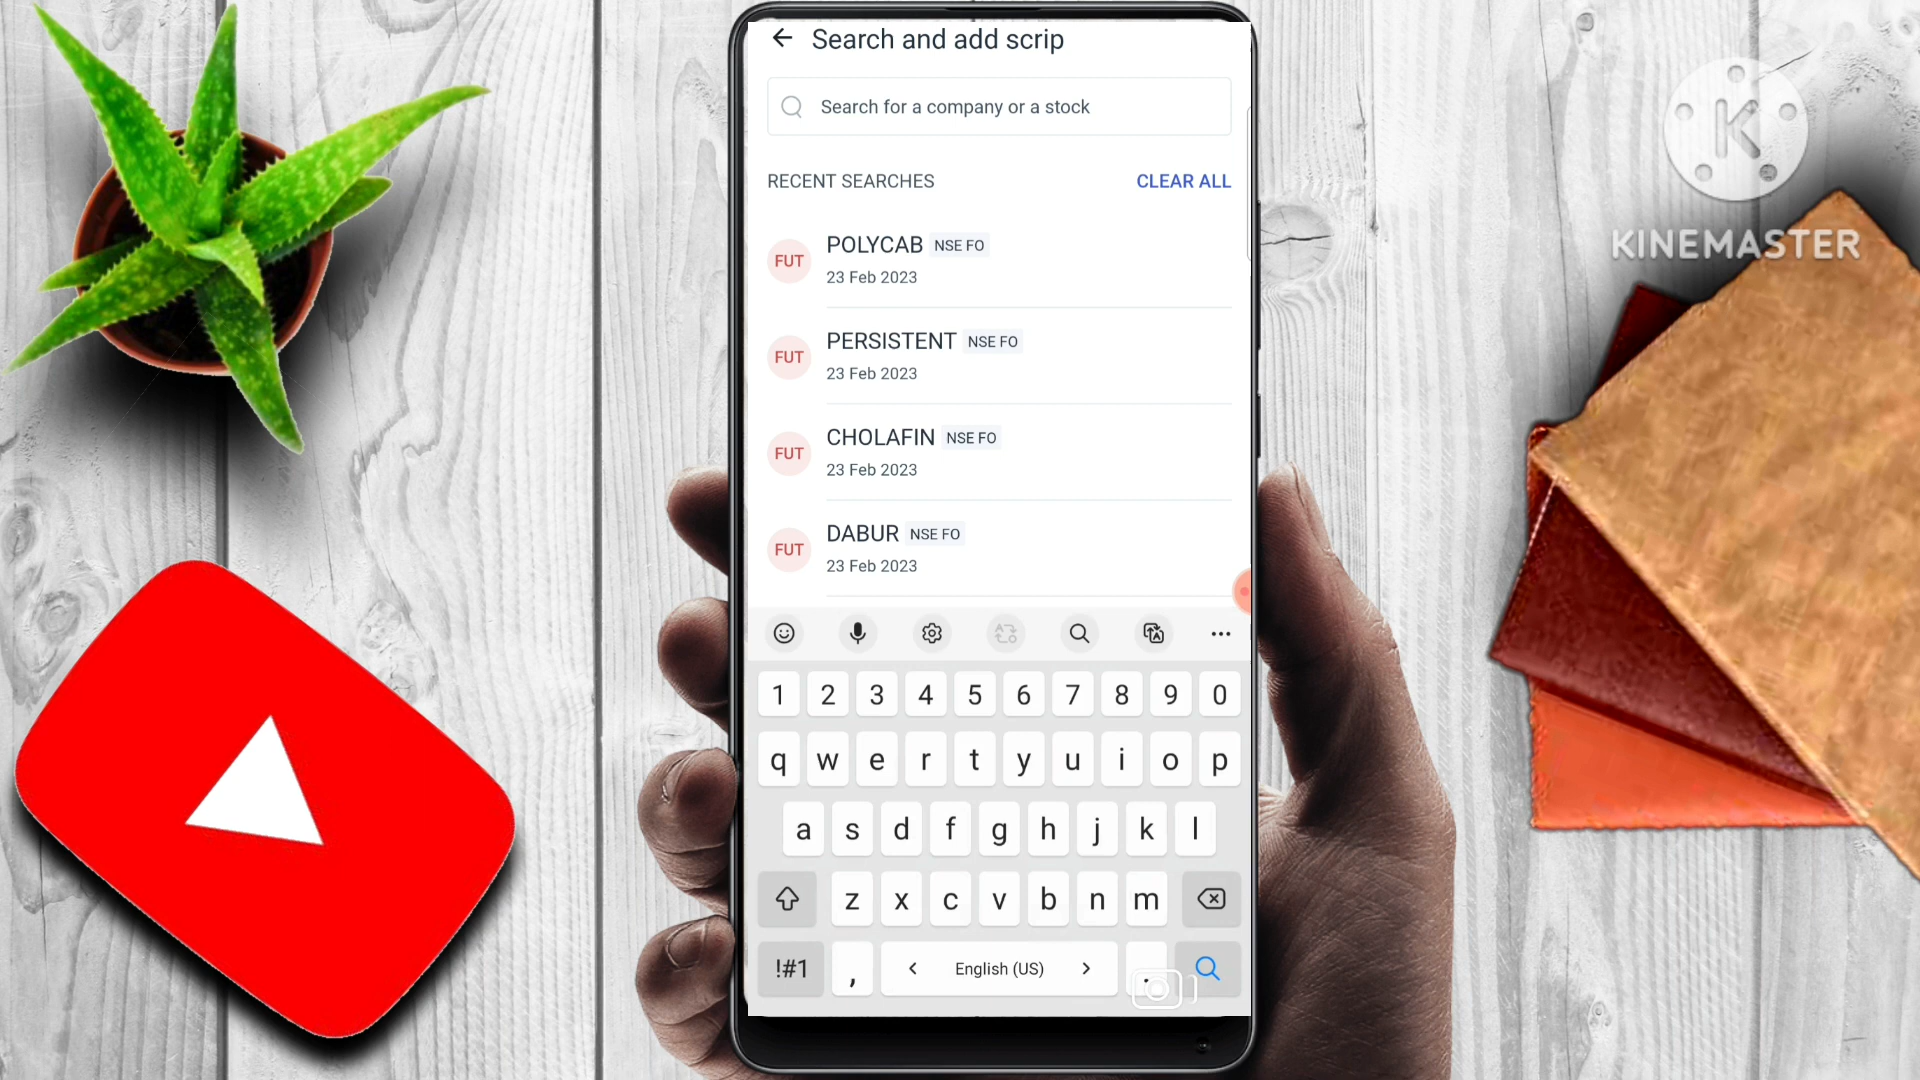 Search and add scrip
Search for a company or a stock
RECENT SEARCHES CLEAR ALL
FUT POLYCAB NSE FO
23 Feb 2023
FUT PERSISTENT NSE FO
23 Feb 2023
FUT CHOLAFIN NSE FO
23 Feb 2023
FUT DABUR NSE FO
23 Feb 2023
1 2 3 4 5 6 7 8 9 0
q w e r t y u i o p
a s d f g h j k l
z x c v b n m
!#1 , < English (US) > .
K
KINEMASTER